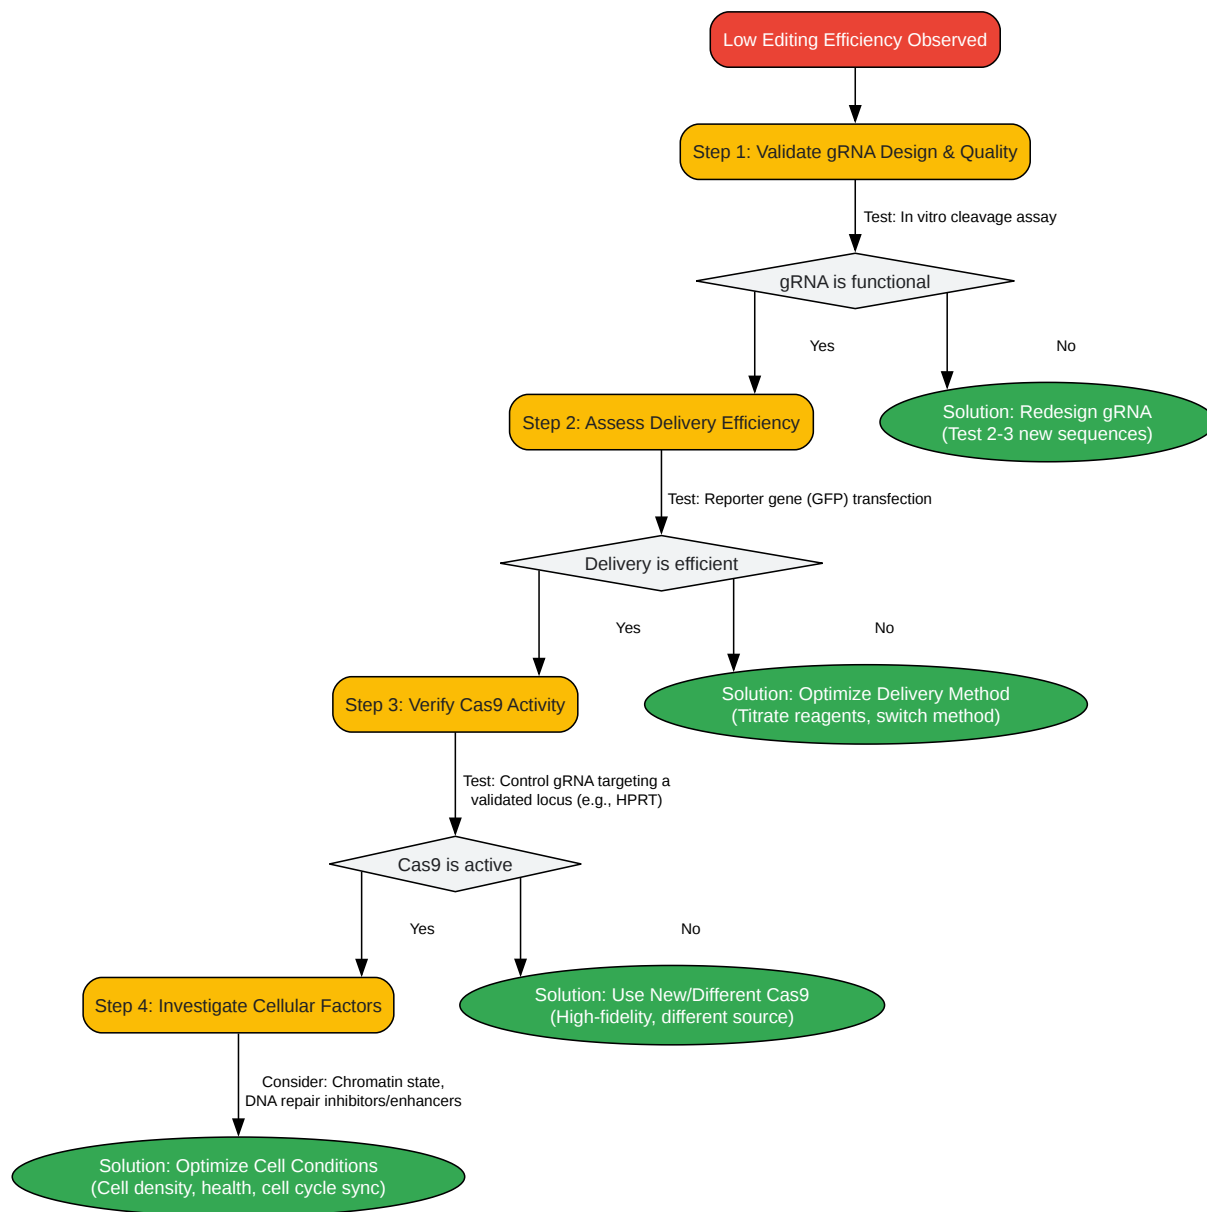 Low Editing Efficiency Observed
Step 1: Validate gRNA Design & Quality
Test: In vitro cleavage assay
gRNA is functional
Yes
No
Step 2: Assess Delivery Efficiency
Solution: Redesign gRNA
(Test 2-3 new sequences)
Test: Reporter gene (GFP) transfection
Delivery is efficient
Yes
No
Step 3: Verify Cas9 Activity
Solution: Optimize Delivery Method
(Titrate reagents, switch method)
Test: Control gRNA targeting a
validated locus (e.g., HPRT)
Cas9 is active
Yes
No
Step 4: Investigate Cellular Factors
Solution: Use New/Different Cas9
(High-fidelity, different source)
Consider: Chromatin state,
DNA repair inhibitors/enhancers
Solution: Optimize Cell Conditions
(Cell density, health, cell cycle sync)